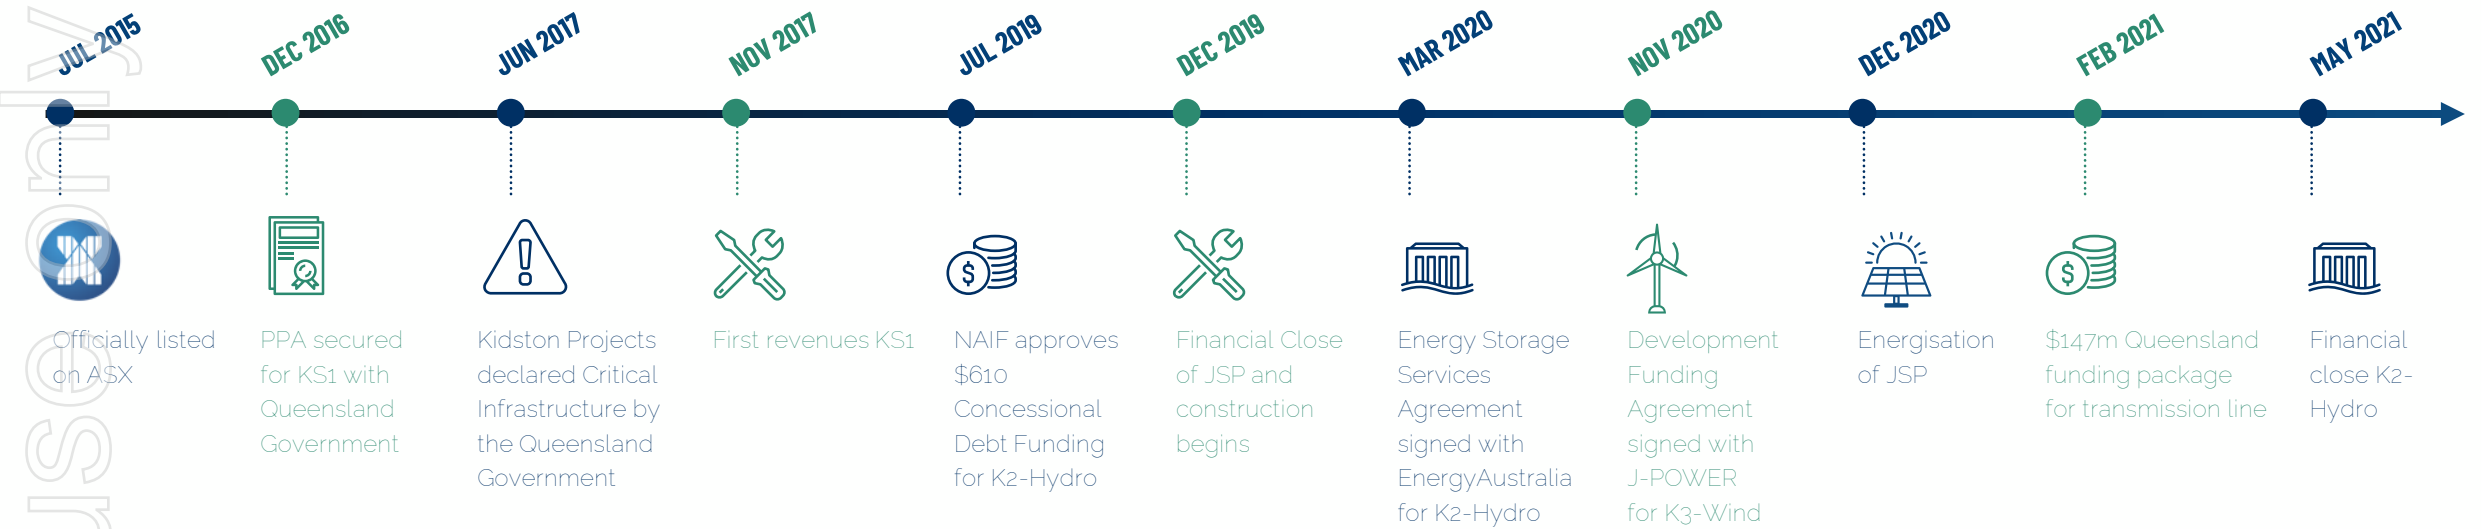 JUL 2015
DEC 2016
JUN 2017
NOV 2017
JUL 2019
DEC 2019
MAR 2020
NOV 2020
DEC 2020
FEB 2021
MAY 2021
Officially listed
on ASX
PPA secured
for KS1 with
Queensland
Government
Kidston Projects
declared Critical
Infrastructure by
the Queensland
Government
First revenues KS1
$
NAIF approves
$610
Concessional
Debt Funding
for K2-Hydro
Financial Close
of JSP and
construction
begins
Energy Storage
Services
Agreement
signed with
EnergyAustralia
for K2-Hydro
Development
Funding
Agreement
signed with
J-POWER
for K3-Wind
Energisation
of JSP
$
$147m Queensland
funding package
for transmission line
Financial
close K2-
Hydro
use only